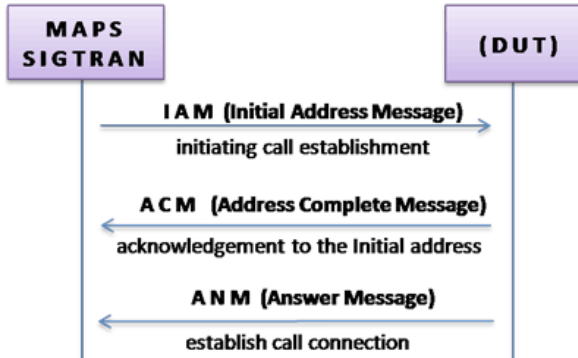 MAPS
SIGTRAN
(DUT)
I A M (Initial Address Message)
initiating call establishment
A C M (Address Complete Message)
acknowledgement to the Initial address
A N M (Answer Message)
establish call connection